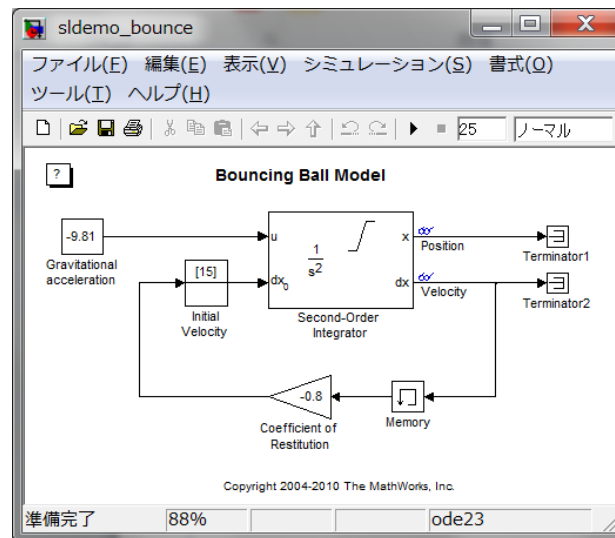 sldemo_bounce
ファイル(F) 編集(E) 表示(V) シミュレーション(S) 書式(O)
ツール(T) ヘルプ(H)
25 ノーマル
?
Bouncing Ball Model
-9.81
Gravitational
acceleration
[15]
Initial
Velocity
u
dx0
1
s2
x
dx
Second-Order
Integrator
Position
Velocity
Terminator1
Terminator2
-0.8
Coefficient of
Restitution
Memory
Copyright 2004-2010 The MathWorks, Inc.
準備完了 88% ode23